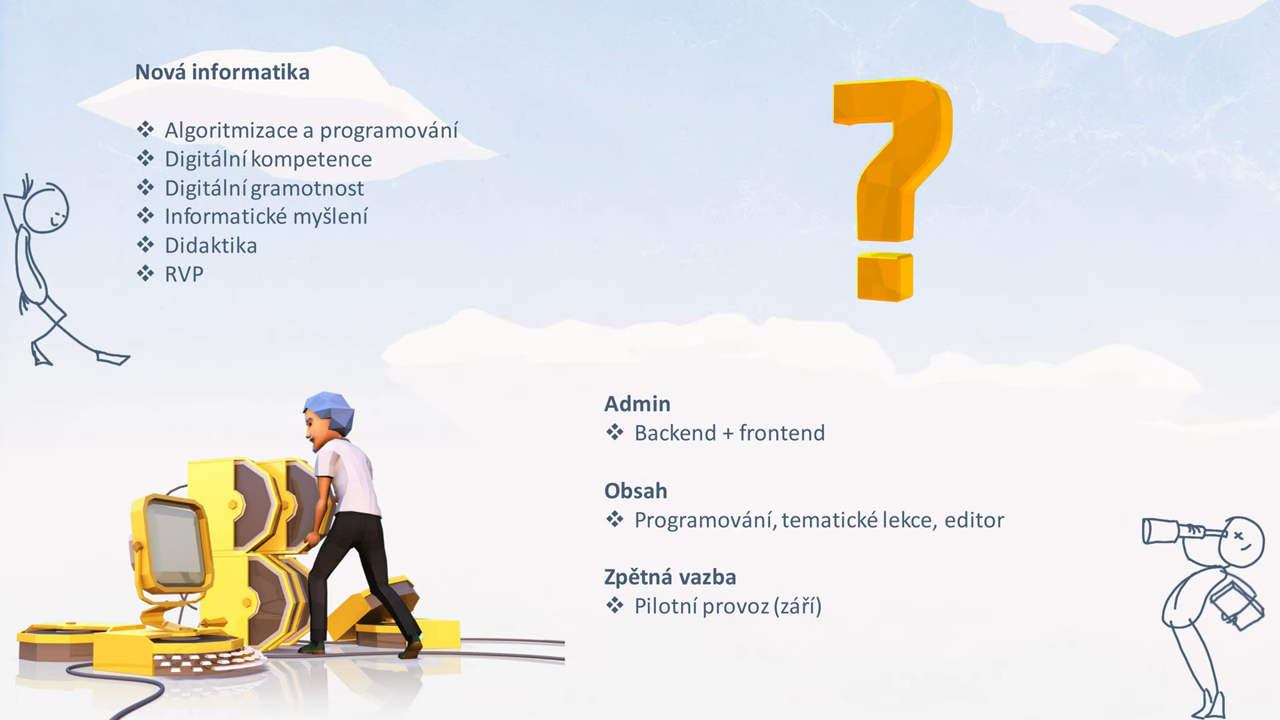 Nová informatika
❖ Algoritmizace a programování
❖ Digitální kompetence
❖ Digitální gramotnost
❖ Informatické myšlení
❖ Didaktika
❖ RVP
?
Admin
❖ Backend + frontend
Obsah
❖ Programování, tematické lekce, editor
Zpětná vazba
❖ Pilotní provoz (září)